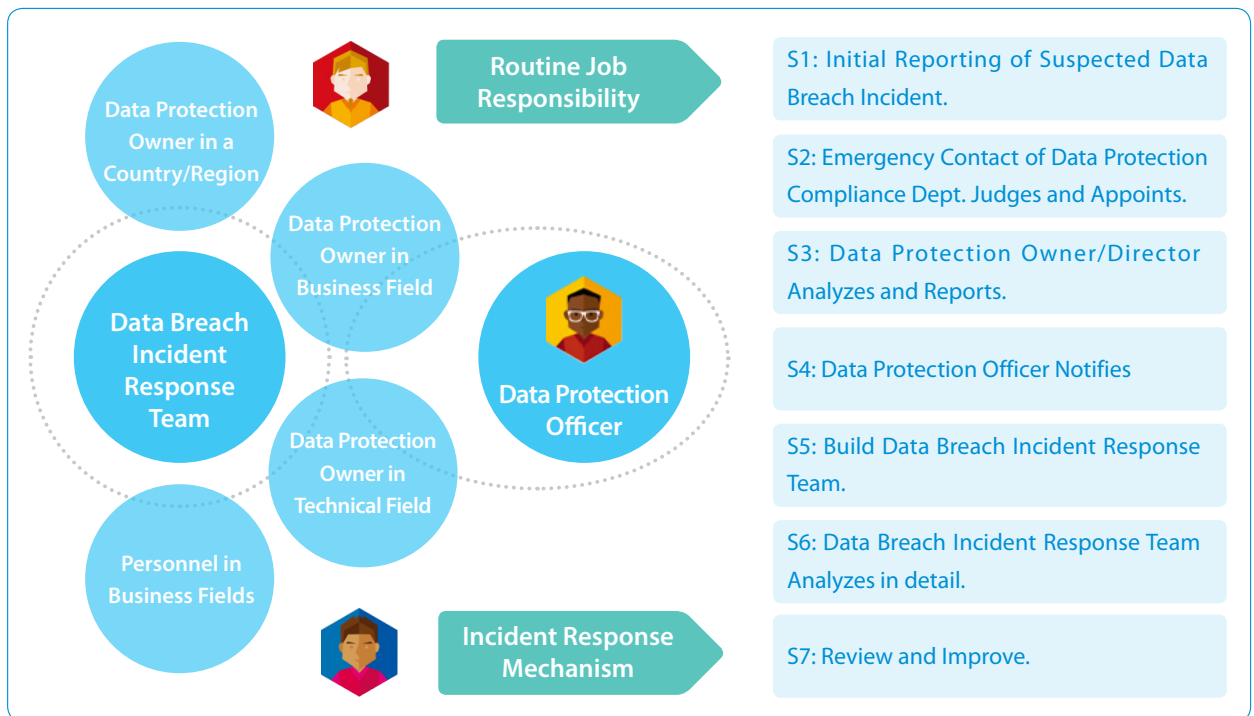 Data Protection
Owner in a
Country/Region
Data Protection
Owner in
Business Field
Data Breach
Incident
Response
Team
Data Protection
Officer
Data Protection
Owner in
Technical Field
Personnel in
Business Fields
Routine Job
Responsibility
Incident Response
Mechanism
S1: Initial Reporting of Suspected Data
Breach Incident.
S2: Emergency Contact of Data Protection
Compliance Dept. Judges and Appoints.
S3: Data Protection Owner/Director
Analyzes and Reports.
S4: Data Protection Officer Notifies
S5: Build Data Breach Incident Response
Team.
S6: Data Breach Incident Response Team
Analyzes in detail.
S7: Review and Improve.